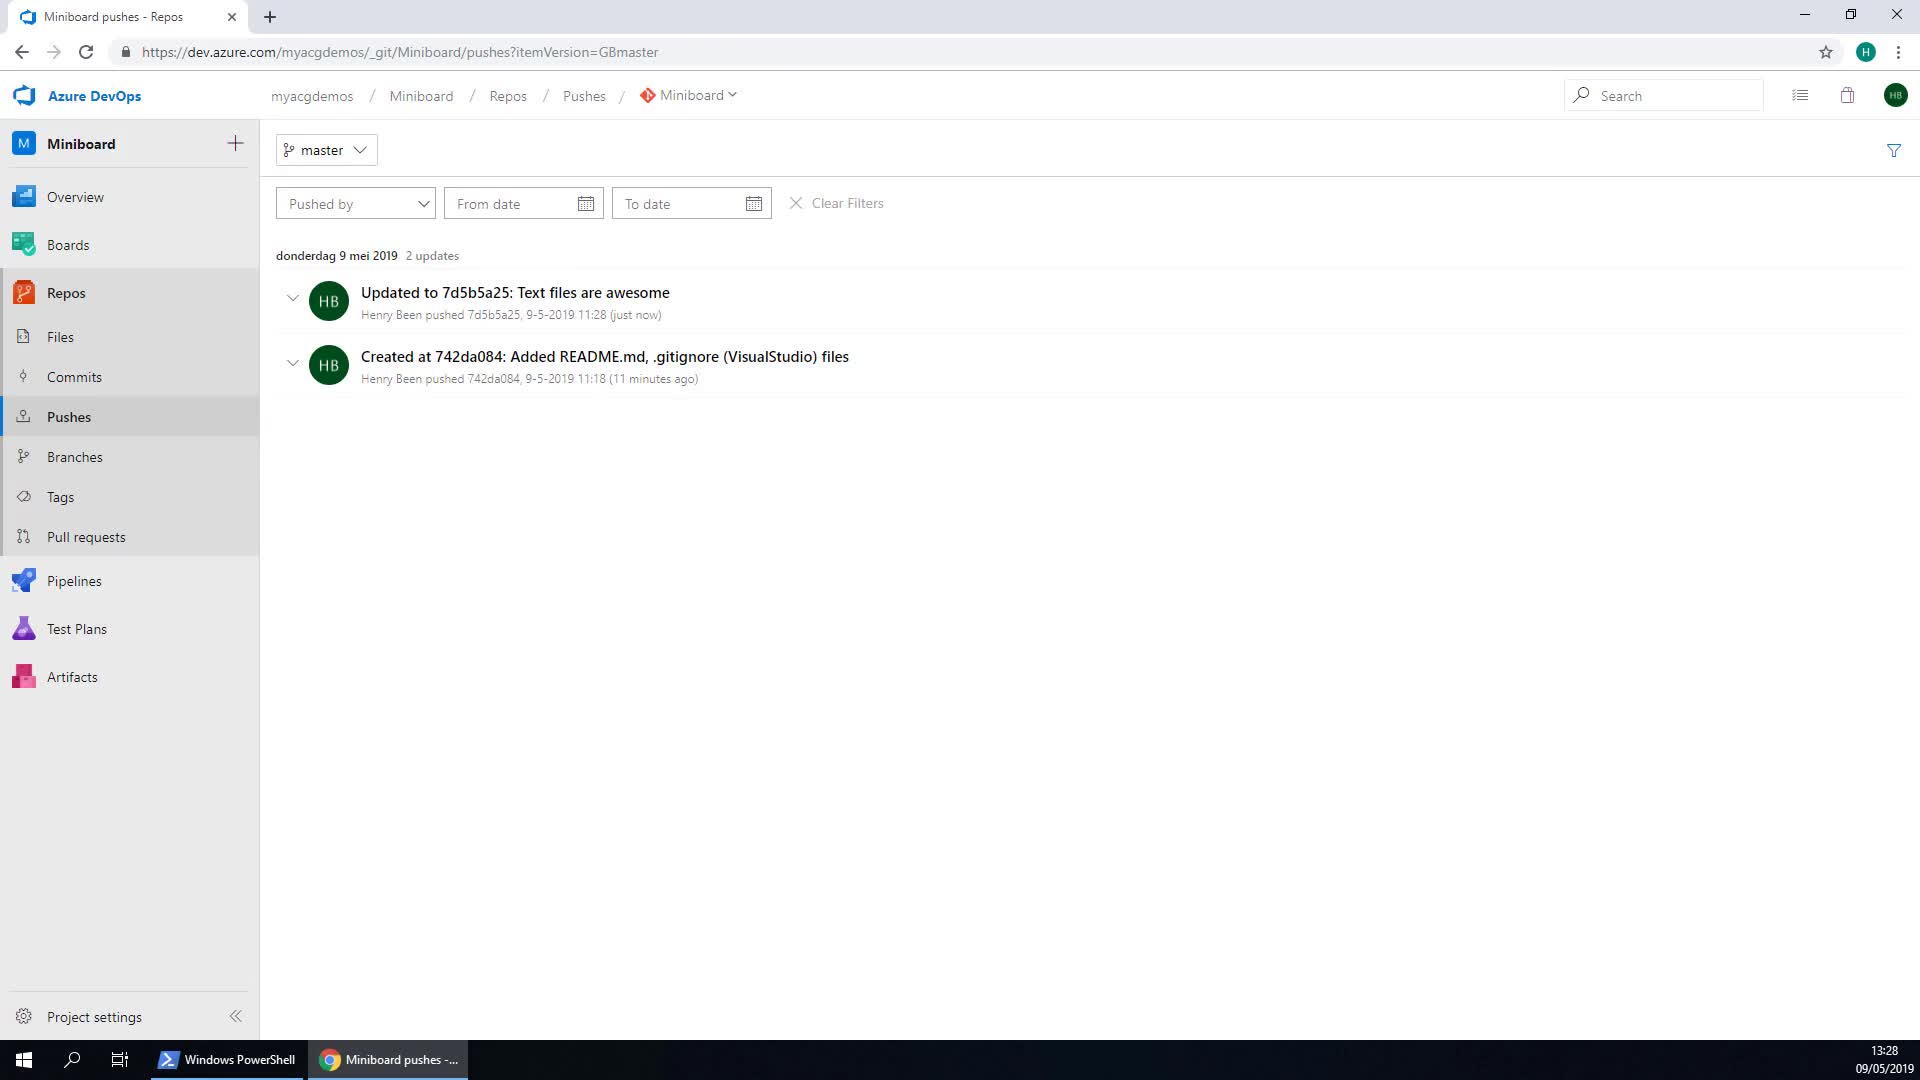 Miniboard pushes - Repos
https://dev.azure.com/myacgdemos/_git/Miniboard/pushes?itemVersion=GBmaster
H
Azure DevOps
myacgdemos / Miniboard / Repos / Pushes / Miniboard
Search
HB
M Miniboard
master
Overview
Pushed by
From date
To date
Clear Filters
Boards
donderdag 9 mei 2019 2 updates
Repos
HB
Updated to 7d5b5a25: Text files are awesome
Henry Been pushed 7d5b5a25, 9-5-2019 11:28 (just now)
Files
HB
Created at 742da084: Added README.md, .gitignore (VisualStudio) files
Henry Been pushed 742da084, 9-5-2019 11:18 (11 minutes ago)
Commits
Pushes
Branches
Tags
Pull requests
Pipelines
Test Plans
Artifacts
Project settings
Windows PowerShell
Miniboard pushes -...
13:28
09/05/2019